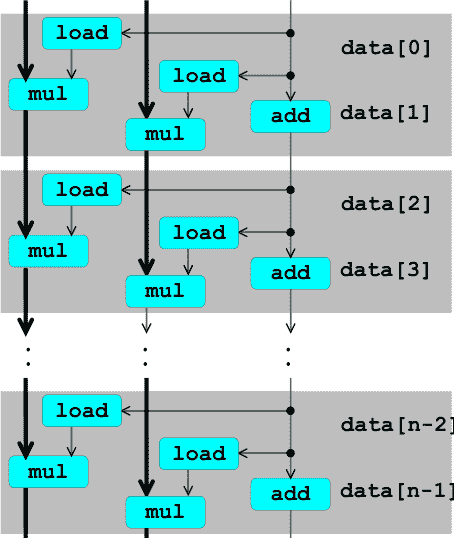 load
data[0]
load
mul
data[1]
add
mul
load
data[2]
load
mul
data[3]
add
mul
load
data[n-2]
load
mul
data[n-1]
add
mul